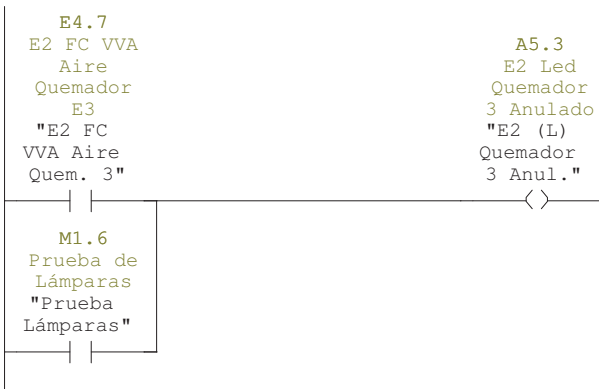 E4.7
E2 FC VVA
Aire
Quemador
E3
"E2 FC
VVA Aire
Quem. 3"
A5.3
E2 Led
Quemador
3 Anulado
"E2 (L)
Quemador
3 Anul."
M1.6
Prueba de
Lámparas
"Prueba
Lámparas"